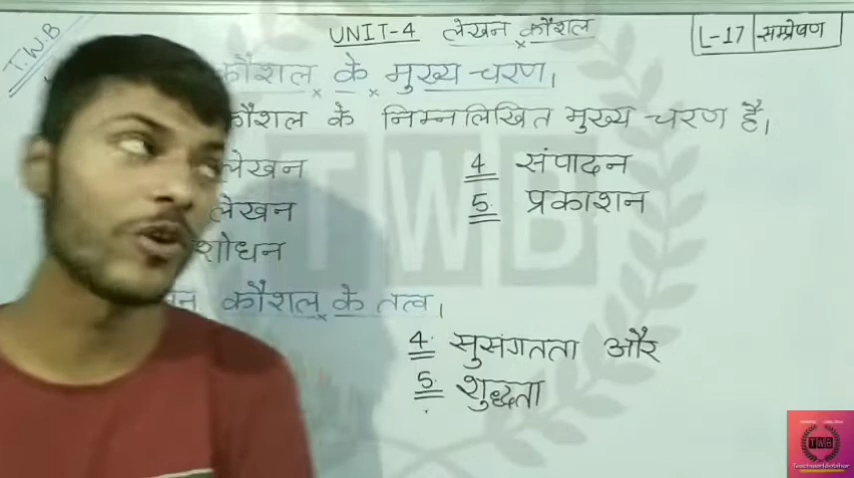 T.W.B
UNIT-4 लेखन कौशल
L-17 सम्प्रेषण
कौशल के मुख्य चरण।
कौशल के निम्नलिखित मुख्य चरण है।
लेखन
4 संपादन
लेखन
5. प्रकाशन
शोधन
कौशल के तत्व।
4. सुसंगतता और
5. शुद्धता
TWB
TWB